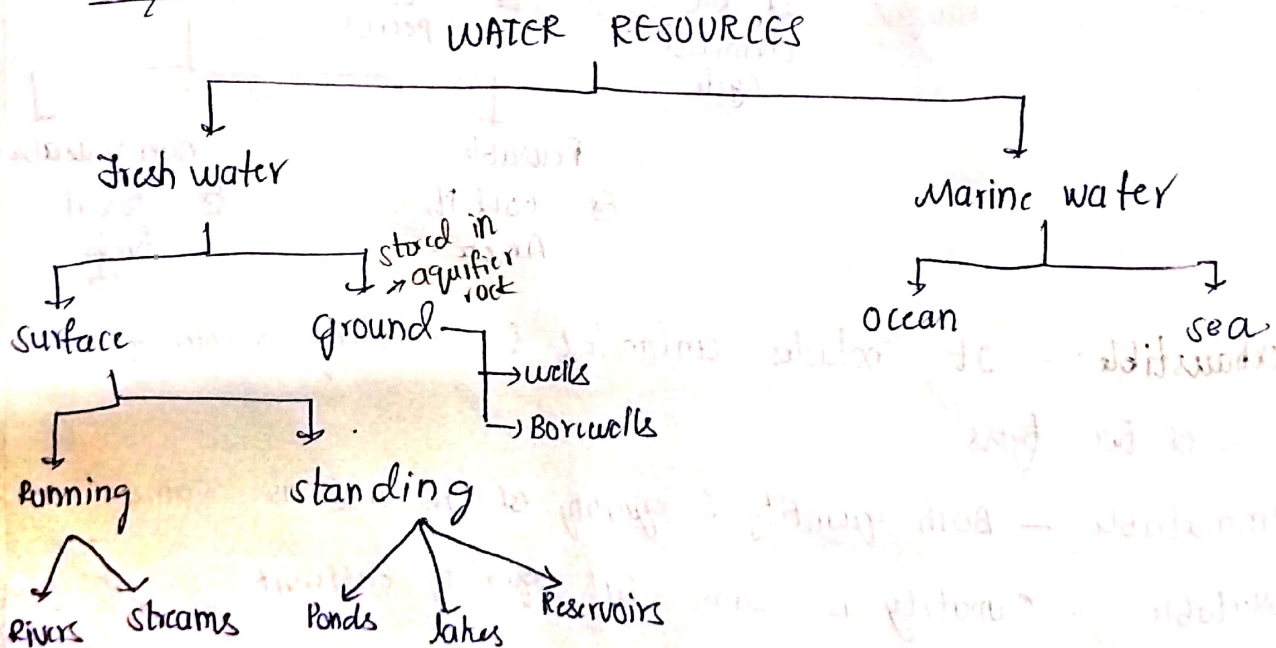 WATER RESOURCES
Fresh water
Marine water
stored in
aquifier
rock
surface
ground
ocean
sea
wells
Borewells
Running
standing
Rivers
Streams
Ponds
lakes
Reservoirs